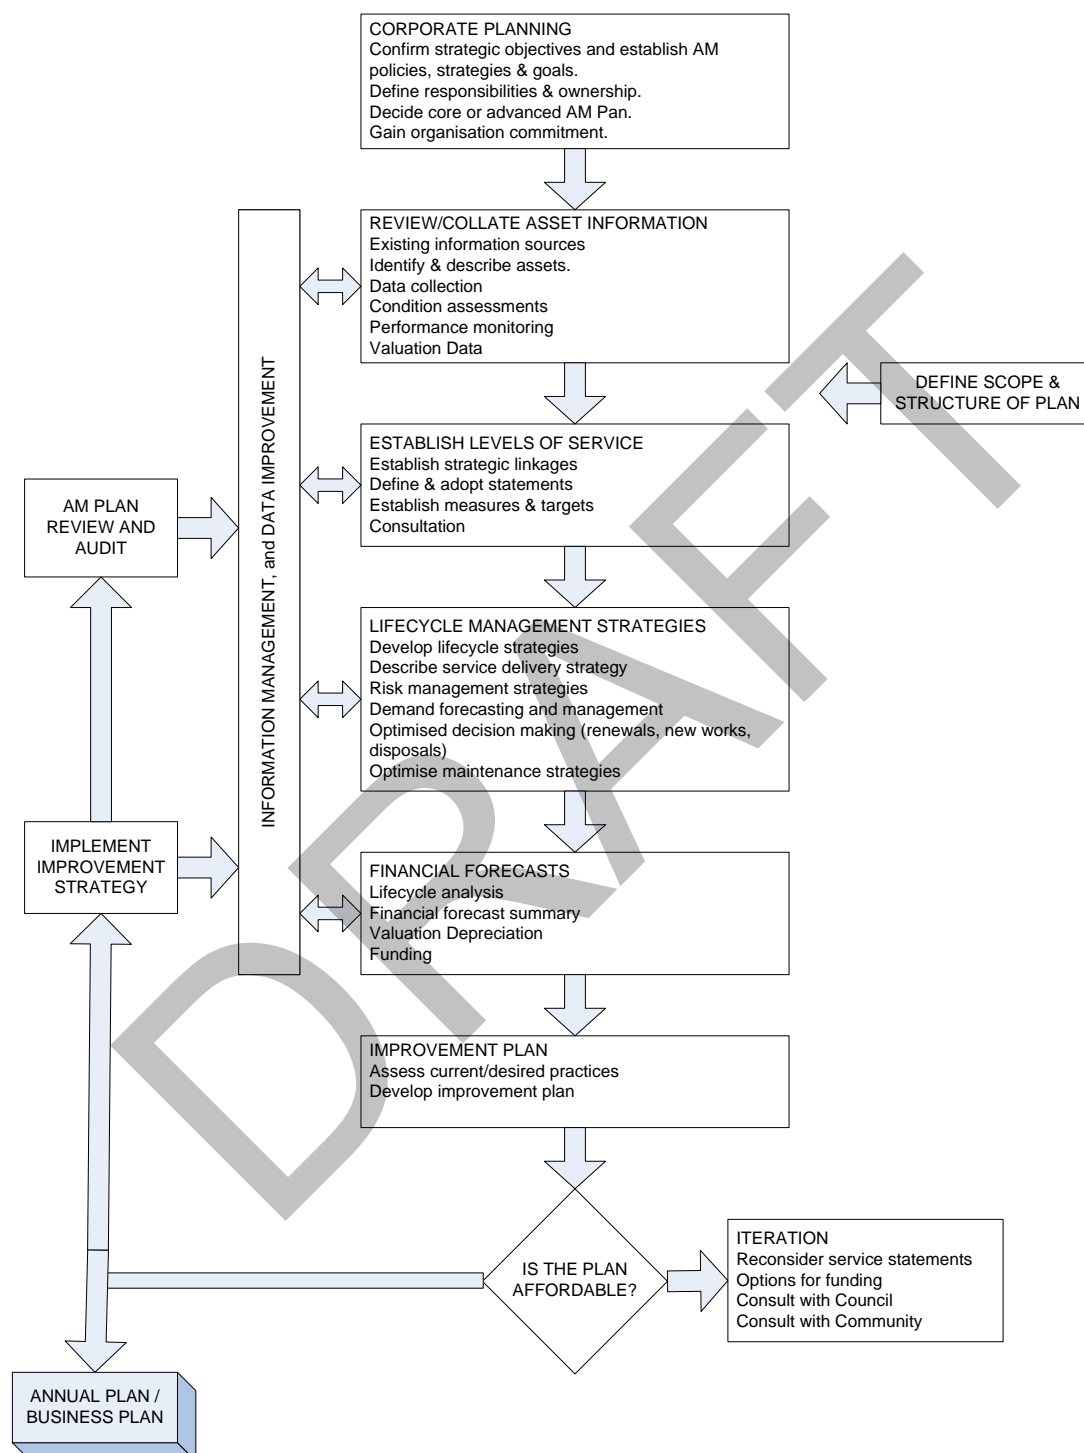 CORPORATE PLANNING
Confirm strategic objectives and establish AM
policies, strategies & goals.
Define responsibilities & ownership.
Decide core or advanced AM Pan.
Gain organisation commitment.
REVIEW/COLLATE ASSET INFORMATION
Existing information sources
Identify & describe assets.
Data collection
Condition assessments
Performance monitoring
Valuation Data
DEFINE SCOPE &
STRUCTURE OF PLAN
INFORMATION MANAGEMENT, and DATA IMPROVEMENT
ESTABLISH LEVELS OF SERVICE
Establish strategic linkages
Define & adopt statements
Establish measures & targets
Consultation
AM PLAN
REVIEW AND
AUDIT
LIFECYCLE MANAGEMENT STRATEGIES
Develop lifecycle strategies
Describe service delivery strategy
Risk management strategies
Demand forecasting and management
Optimised decision making (renewals, new works,
disposals)
Optimise maintenance strategies
IMPLEMENT
IMPROVEMENT
STRATEGY
FINANCIAL FORECASTS
Lifecycle analysis
Financial forecast summary
Valuation Depreciation
Funding
IMPROVEMENT PLAN
Assess current/desired practices
Develop improvement plan
IS THE PLAN
AFFORDABLE?
ITERATION
Reconsider service statements
Options for funding
Consult with Council
Consult with Community
ANNUAL PLAN /
BUSINESS PLAN
DRAFT